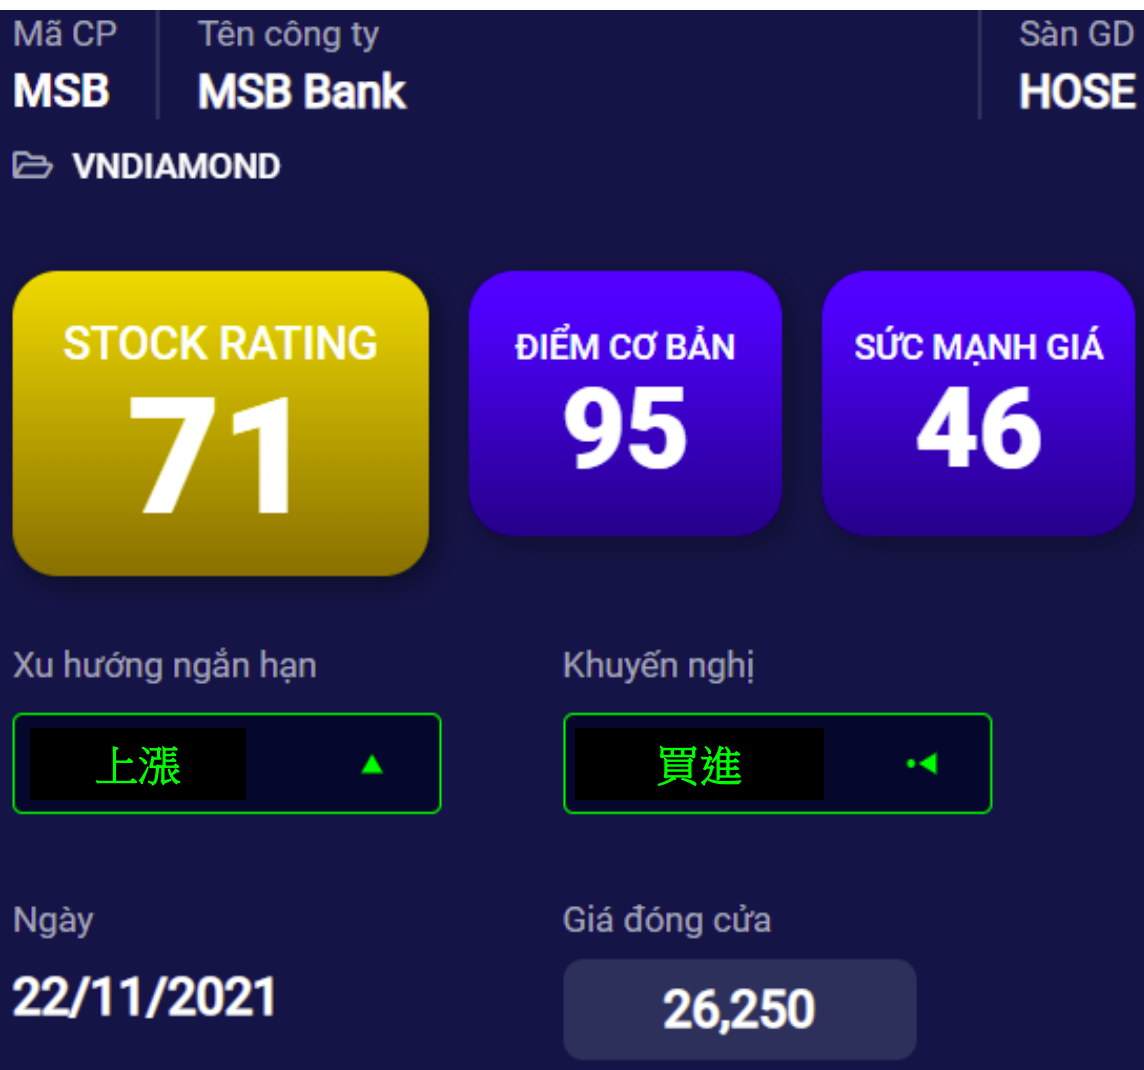 Mã CP Tên công ty Sàn GD
MSB MSB Bank HOSE
VNDIAMOND
STOCK RATING ĐIỂM CƠ BẢN SỨC MẠNH GIÁ
71 95 46
Xu hướng ngắn hạn Khuyến nghị
上漲 買進
Ngày Giá đóng cửa
22/11/2021 26,250